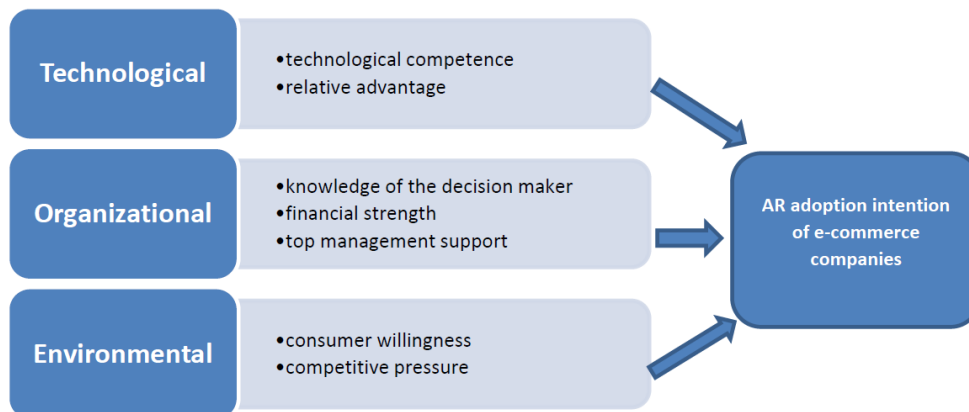 Technological
•technological competence
•relative advantage
Organizational
•knowledge of the decision maker
•financial strength
•top management support
Environmental
•consumer willingness
•competitive pressure
AR adoption intention
of e-commerce
companies